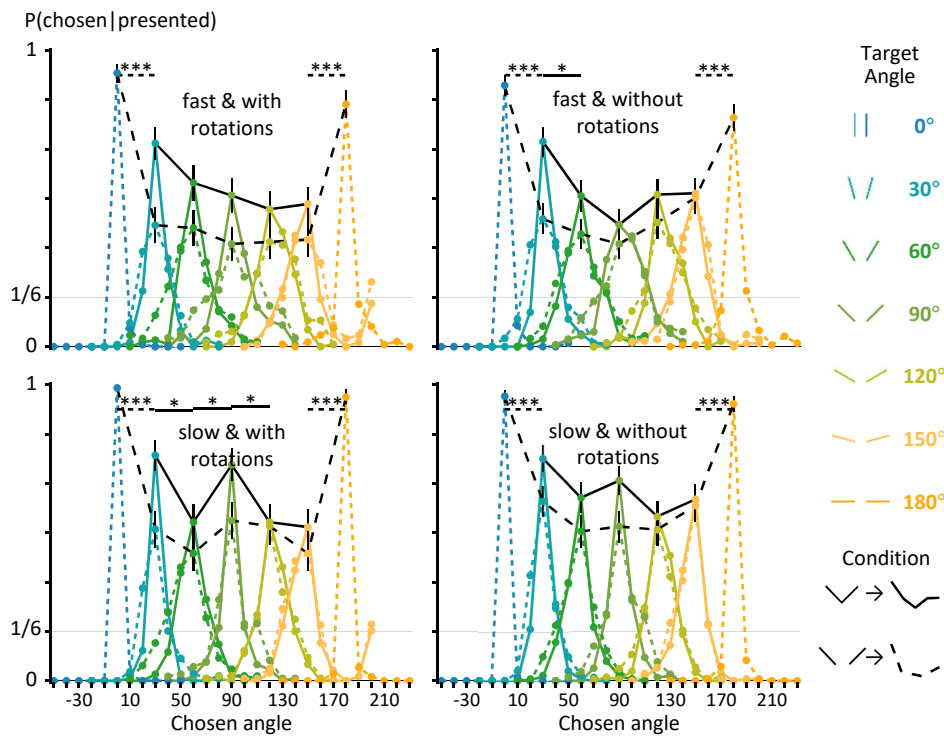 P(chosen|presented)
1
1/6
0
***
***
fast & with
rotations
***
*
***
fast & without
rotations
Target
Angle
0°
30°
60°
90°
120°
150°
180°
1
1/6
0
***
*
*
*
***
slow & with
rotations
***
***
slow & without
rotations
Condition
-30 10 50 90 130 170 210
Chosen angle
-30 10 50 90 130 170 210
Chosen angle